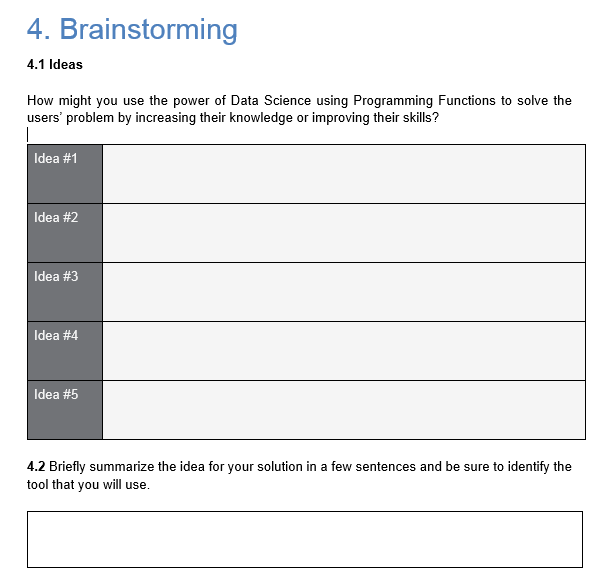 4. Brainstorming
4.1 Ideas
How might you use the power of Data Science using Programming Functions to solve the
users' problem by increasing their knowledge or improving their skills?
Idea #1
Idea #2
Idea #3
Idea #4
Idea #5
4.2 Briefly summarize the idea for your solution in a few sentences and be sure to identify the
tool that you will use.